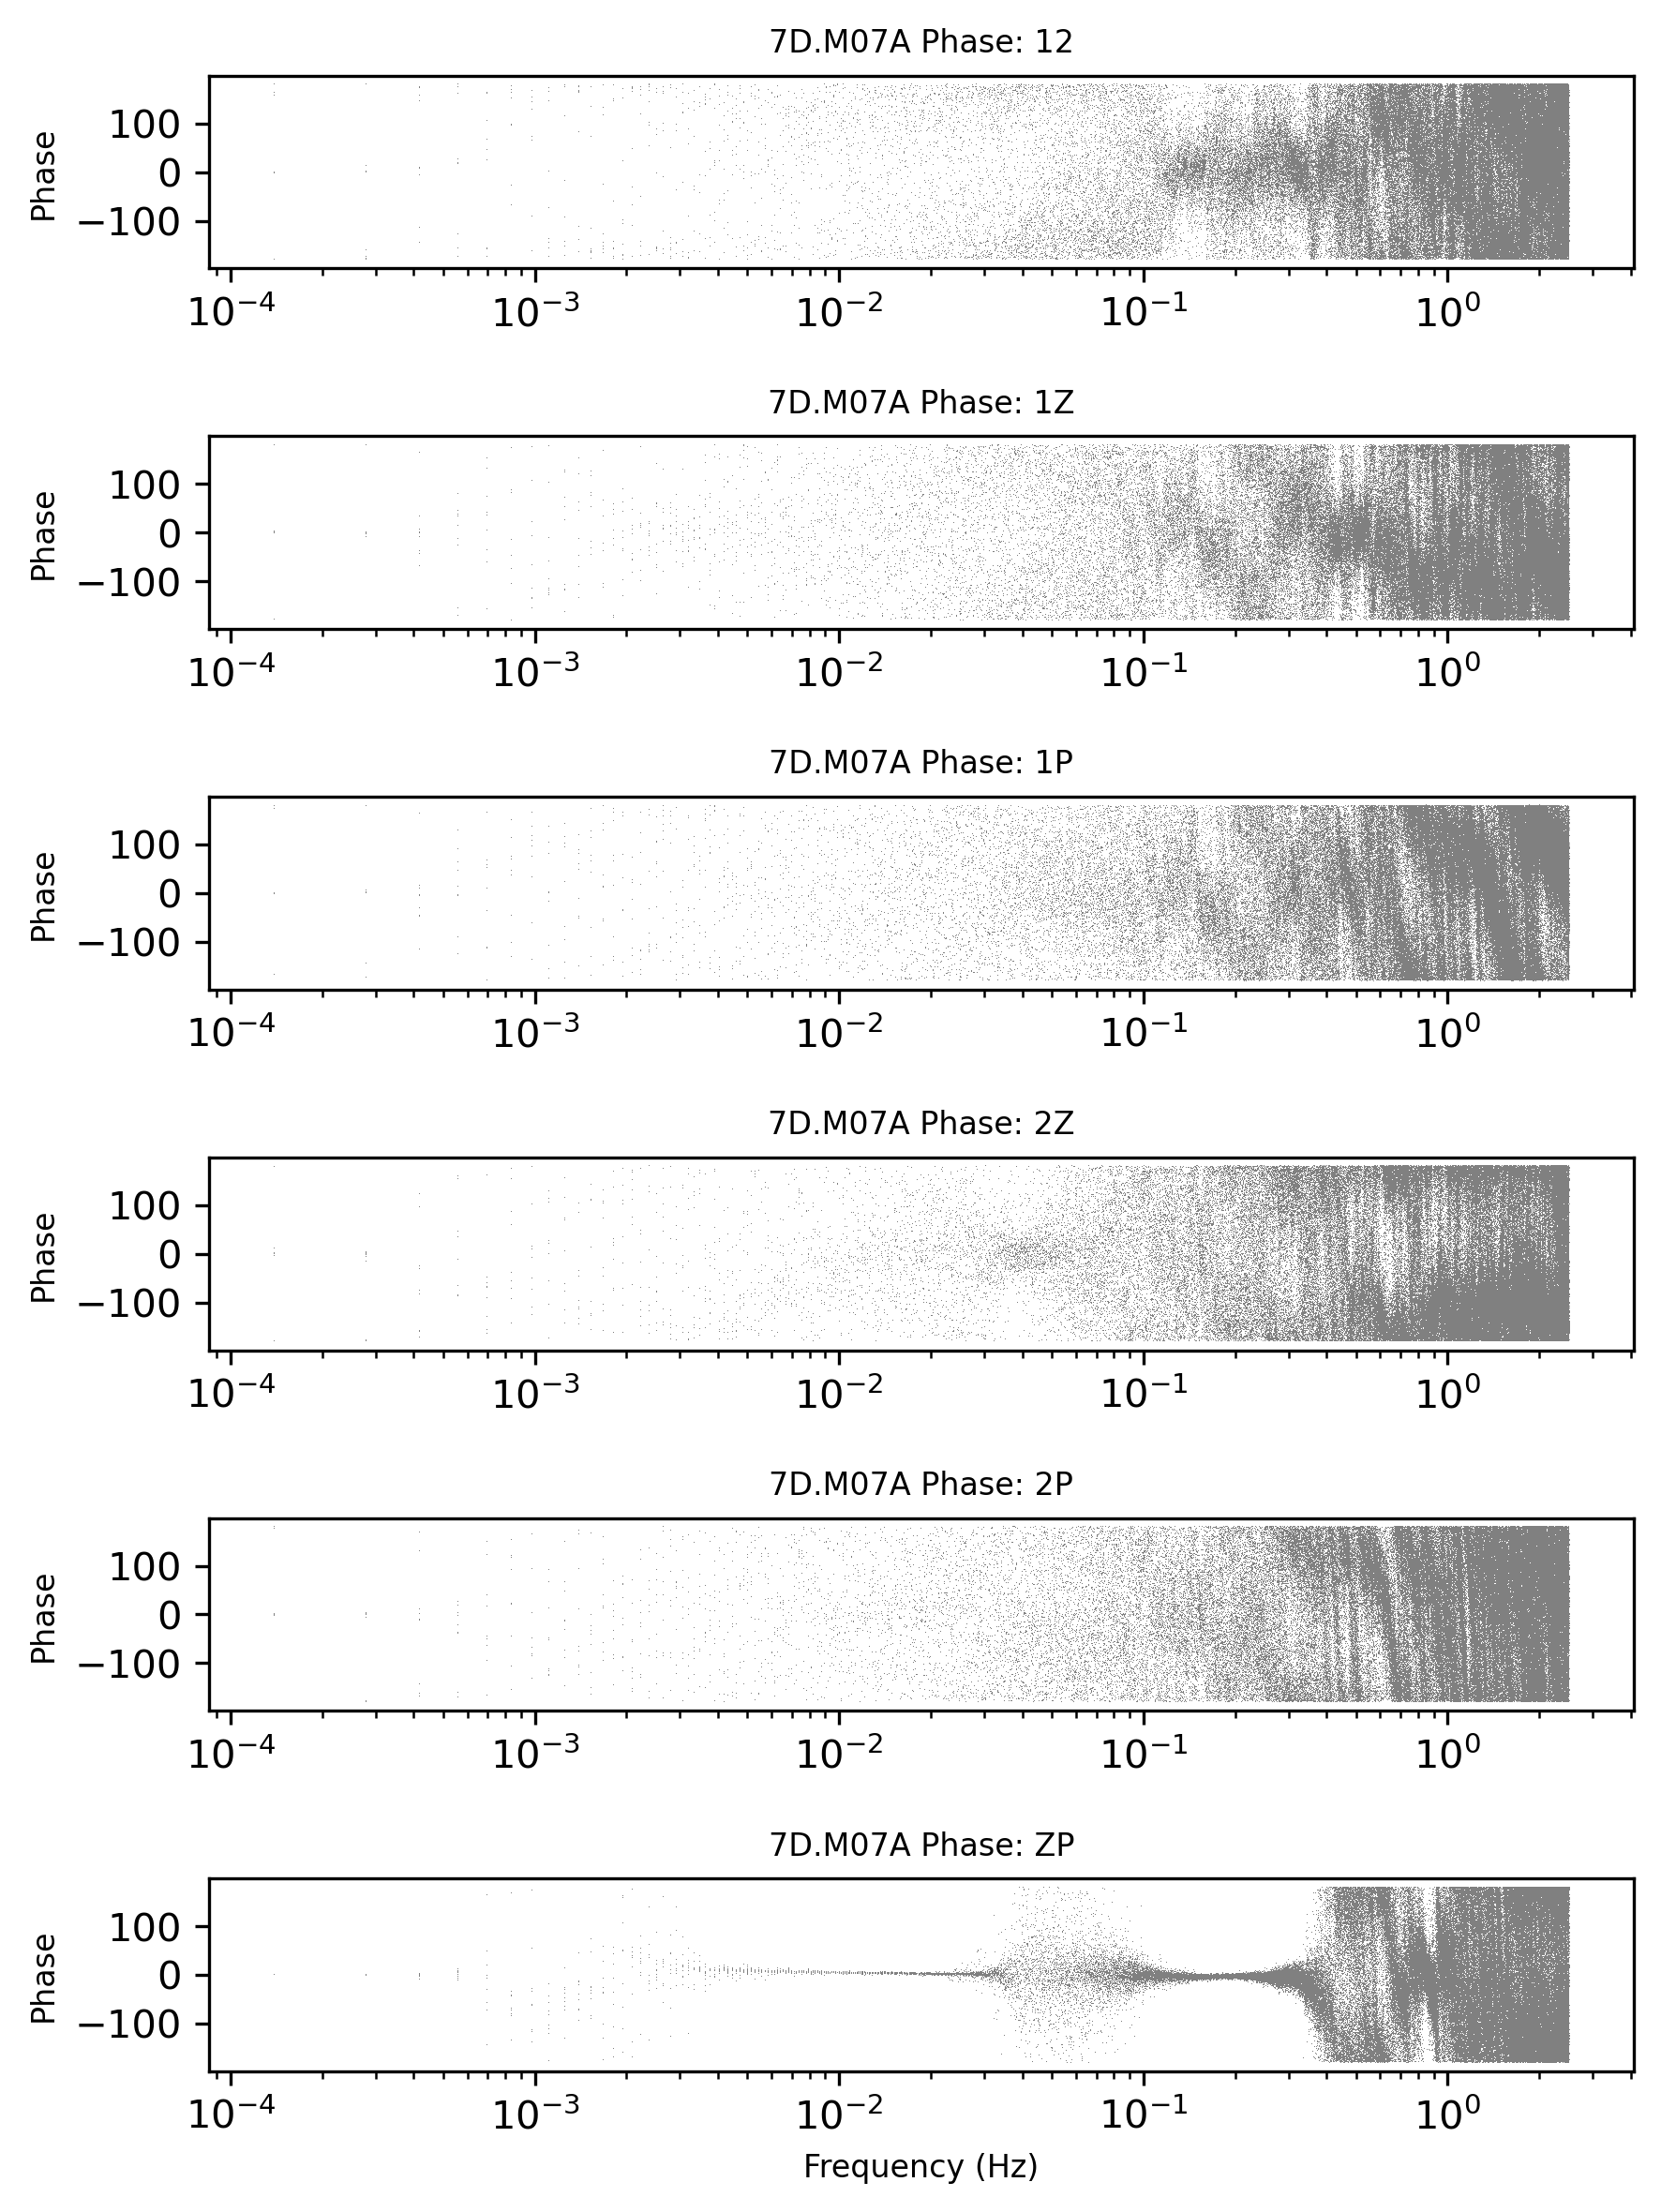 7D.M07A Phase: 12
Phase
100
0
−100
10⁻⁴ 10⁻³ 10⁻² 10⁻¹ 10⁰
7D.M07A Phase: 1Z
Phase
100
0
−100
10⁻⁴ 10⁻³ 10⁻² 10⁻¹ 10⁰
7D.M07A Phase: 1P
Phase
100
0
−100
10⁻⁴ 10⁻³ 10⁻² 10⁻¹ 10⁰
7D.M07A Phase: 2Z
Phase
100
0
−100
10⁻⁴ 10⁻³ 10⁻² 10⁻¹ 10⁰
7D.M07A Phase: 2P
Phase
100
0
−100
10⁻⁴ 10⁻³ 10⁻² 10⁻¹ 10⁰
7D.M07A Phase: ZP
Phase
100
0
−100
10⁻⁴ 10⁻³ 10⁻² 10⁻¹ 10⁰
Frequency (Hz)